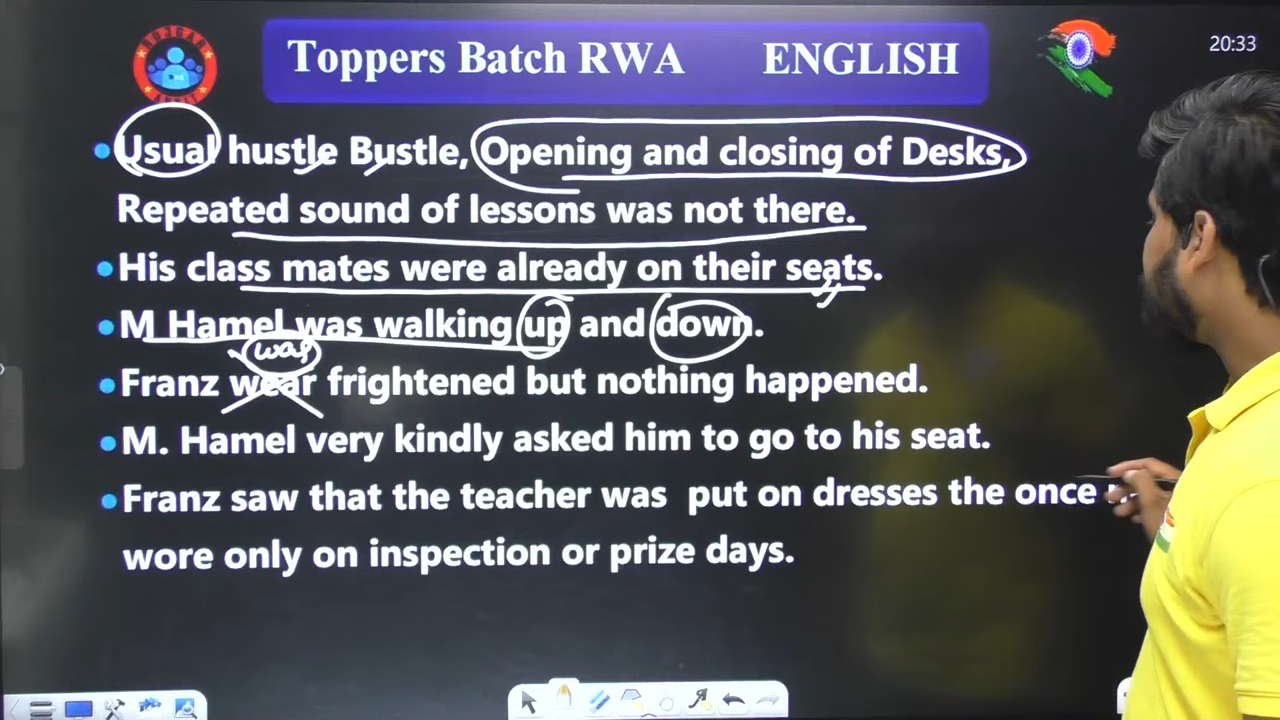 Toppers Batch RWA ENGLISH
20:33
Usual hustle Bustle, Opening and closing of Desks,
Repeated sound of lessons was not there.
His class mates were already on their seats.
M Hamel was walking up and down.
was
Franz wear frightened but nothing happened.
M. Hamel very kindly asked him to go to his seat.
Franz saw that the teacher was put on dresses the once
wore only on inspection or prize days.